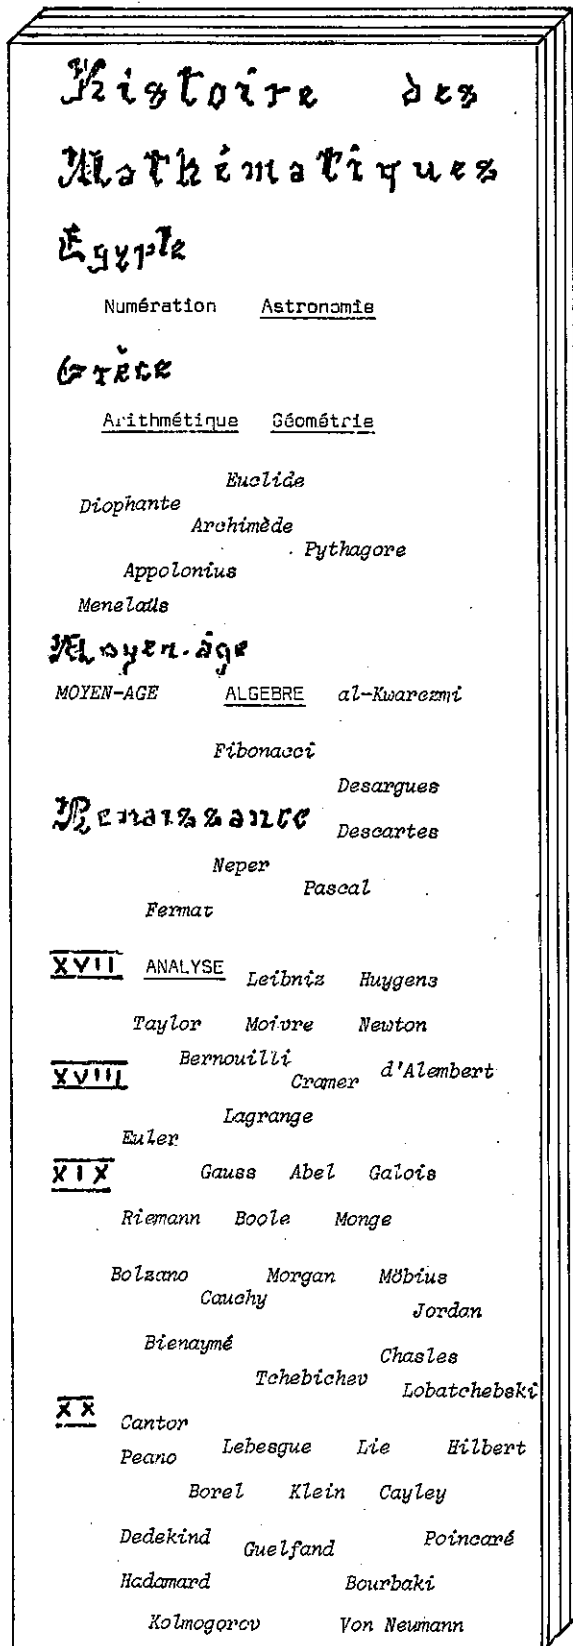 Histoire des
Mathématiques
Egypte
Numération Astronomie
Grèce
Arithmétique Géométrie
Euclide
Diophante
Archimède
Pythagore
Appolonius
Menelaüs
Moyen-âge
MOYEN-AGE ALGEBRE al-Kwarezmi
Fibonacci
Desargues
Renaissance
Descartes
Neper
Pascal
Fermat
XVII ANALYSE Leibniz Huygens
Taylor Moivre Newton
Bernouilli
XVIII Cramer d'Alembert
Lagrange
Euler
XIX Gauss Abel Galois
Riemann Boole Monge
Bolzano Morgan Möbius
Cauchy
Jordan
Bienaymé
Chasles
Tchebichev
Lobatchebski
XX
Cantor
Peano Lebesgue Lie Hilbert
Borel Klein Cayley
Dedekind Guelfand Poincaré
Hadamard Bourbaki
Kolmogorov Von Neumann